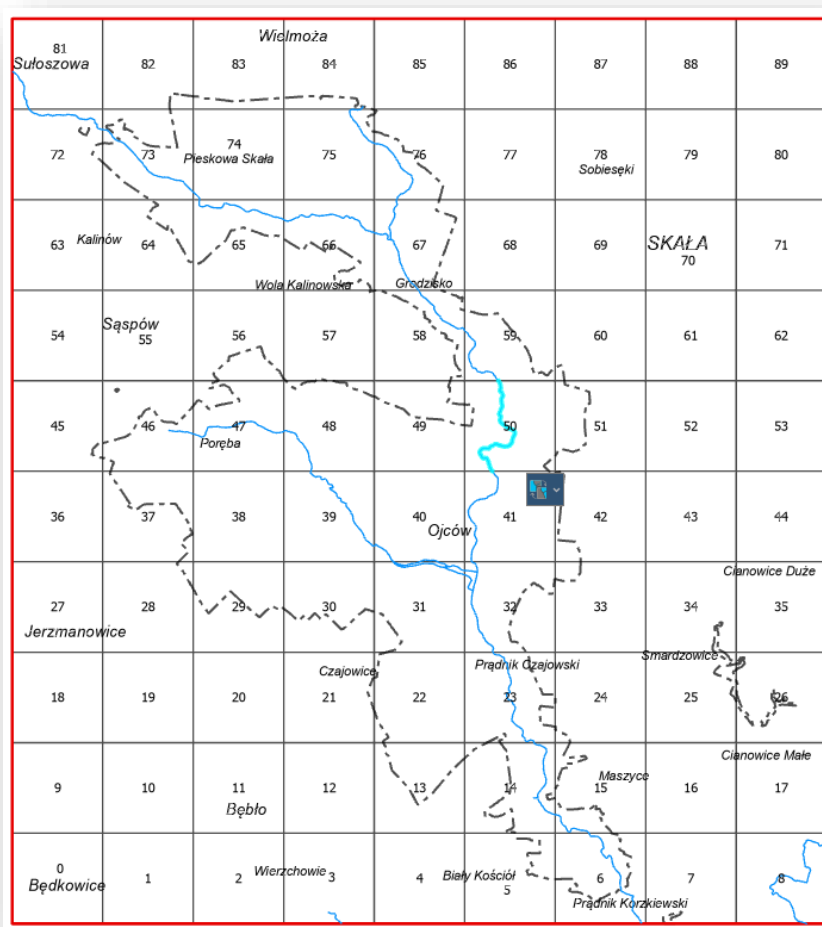 81
Sułoszowa
Wielmoża
82 83 84 85 86 87 88 89
72 73 74 75 76 77 78 79 80
Pieskowa Skała
Sobiesęki
Kalinów
SKAŁA
63 64 65 66 67 68 69 70 71
Wola Kalinowska
Grodzisko
Sąspów
54 55 56 57 58 59 60 61 62
45 46 47 48 49 50 51 52 53
Poręba
36 37 38 39 40 41 42 43 44
Ojców
Cianowice Duże
27 28 29 30 31 32 33 34 35
Jerzmanowice
Smardzowice
Czajowice
Prądnik Czajowski
18 19 20 21 22 23 24 25 26
Cianowice Małe
Maszyce
9 10 11 12 13 14 15 16 17
Bębło
0
Będkowice
Wierzchowie
Biały Kościół
1 2 3 4 5 6 7 8
Prądnik Korzkiewski